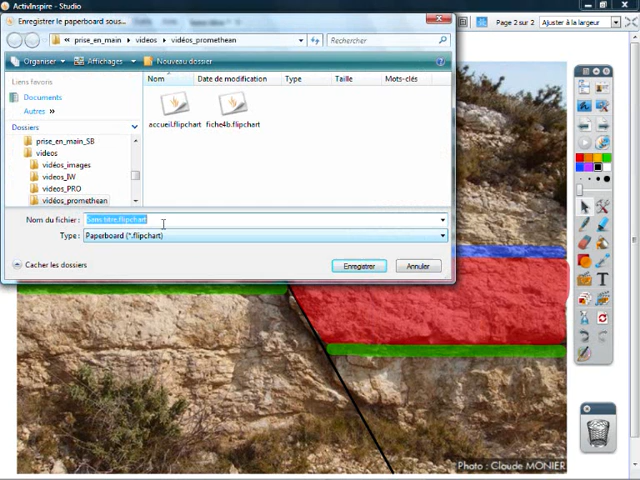 ActivInspire - Studio
Enregistrer le paperboard sous...
Page 2 sur 2
Ajuster à la largeur
« prise_en_main › videos › vidéos_promethean
Rechercher
Organiser
Affichages
Nouveau dossier
Liens favoris
Documents
Autres »
Dossiers
prise_en_main_SB
videos
vidéos_images
vidéos_IW
vidéos_PRO
vidéos_promethean
Nom
Date de modification
Type
Taille
Mots-clés
accueil.flipchart
fiche4b.flipchart
Nom du fichier :
Sans titre.flipchart
Type :
Paperboard (*.flipchart)
Cacher les dossiers
Enregistrer
Annuler
T
Photo : Claude MONIER